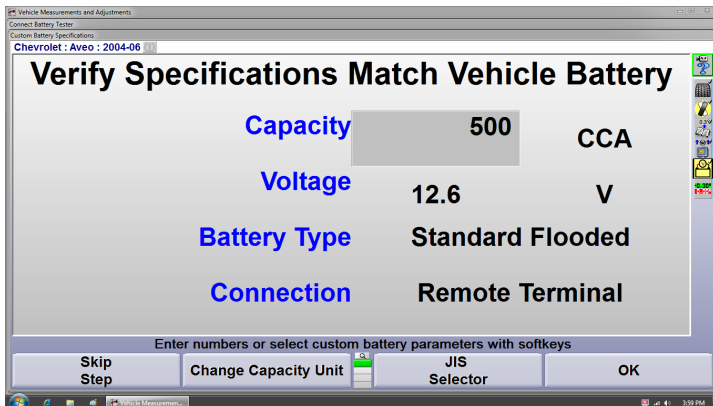 Vehicle Measurements and Adjustments
Connect Battery Tester
Custom Battery Specifications
Chevrolet : Aveo : 2004-06
Verify Specifications Match Vehicle Battery
Capacity 500 CCA
Voltage 12.6 V
Battery Type Standard Flooded
Connection Remote Terminal
Enter numbers or select custom battery parameters with softkeys
Skip Step
Change Capacity Unit
JIS Selector
OK
Vehicle Measuremen...
3:59 PM